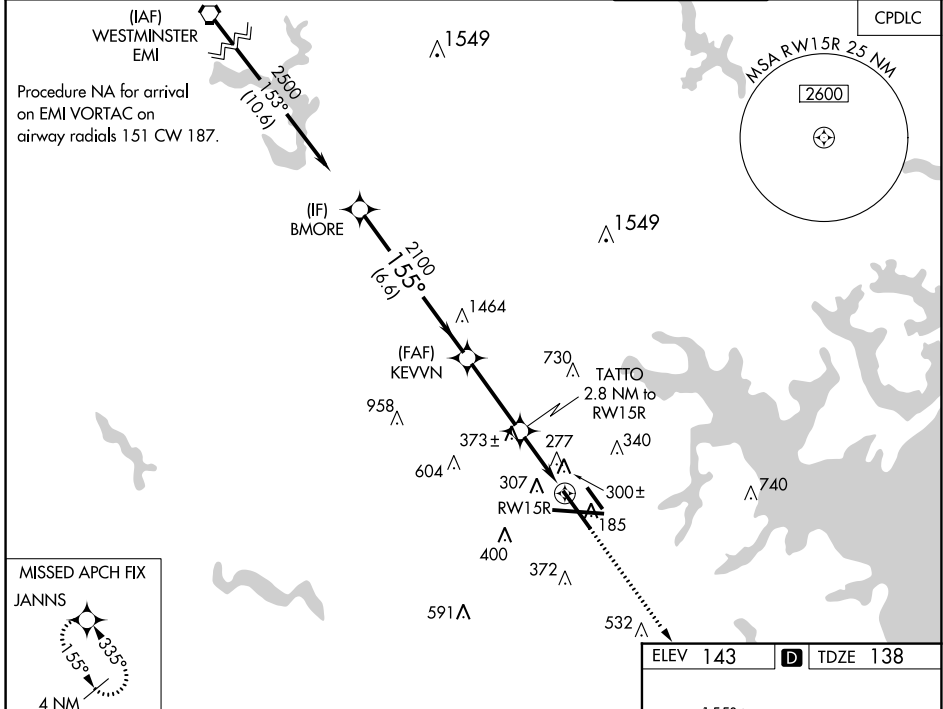 (IAF)
WESTMINSTER
EMI
Procedure NA for arrival
on EMI VORTAC on
airway radials 151 CW 187.
2500
153°
(10.6)
1549
CPDLC
MSA RW15R 25 NM
2600
(IF)
BMORE
2100
155°
(6.6)
1549
1464
(FAF)
KEVVN
730
TATTO
2.8 NM to
RW15R
958
373±
277
340
604
307
300±
740
RW15R
185
400
372
591
532
MISSED APCH FIX
JANNS
335°
155°
4 NM
ELEV 143
D
TDZE 138